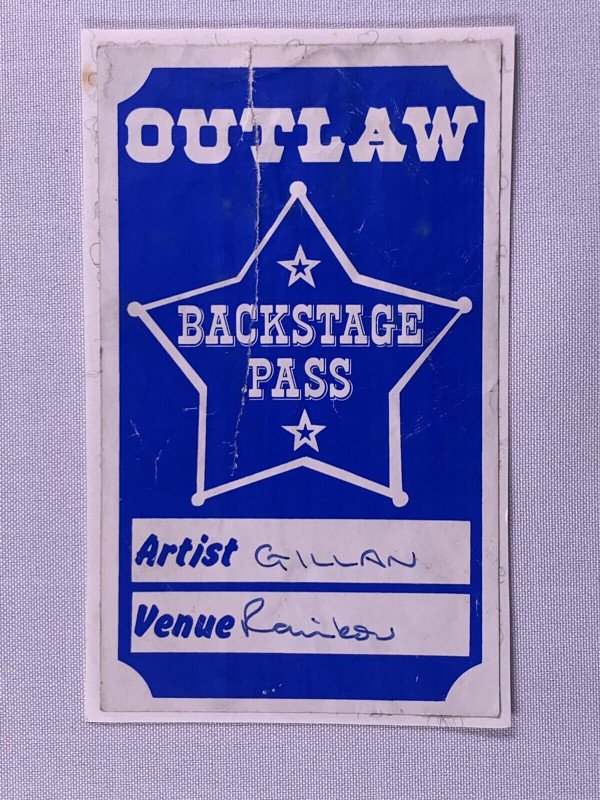 OUTLAW
BACKSTAGE
PASS
Artist GILLAN
Venue Rainbow